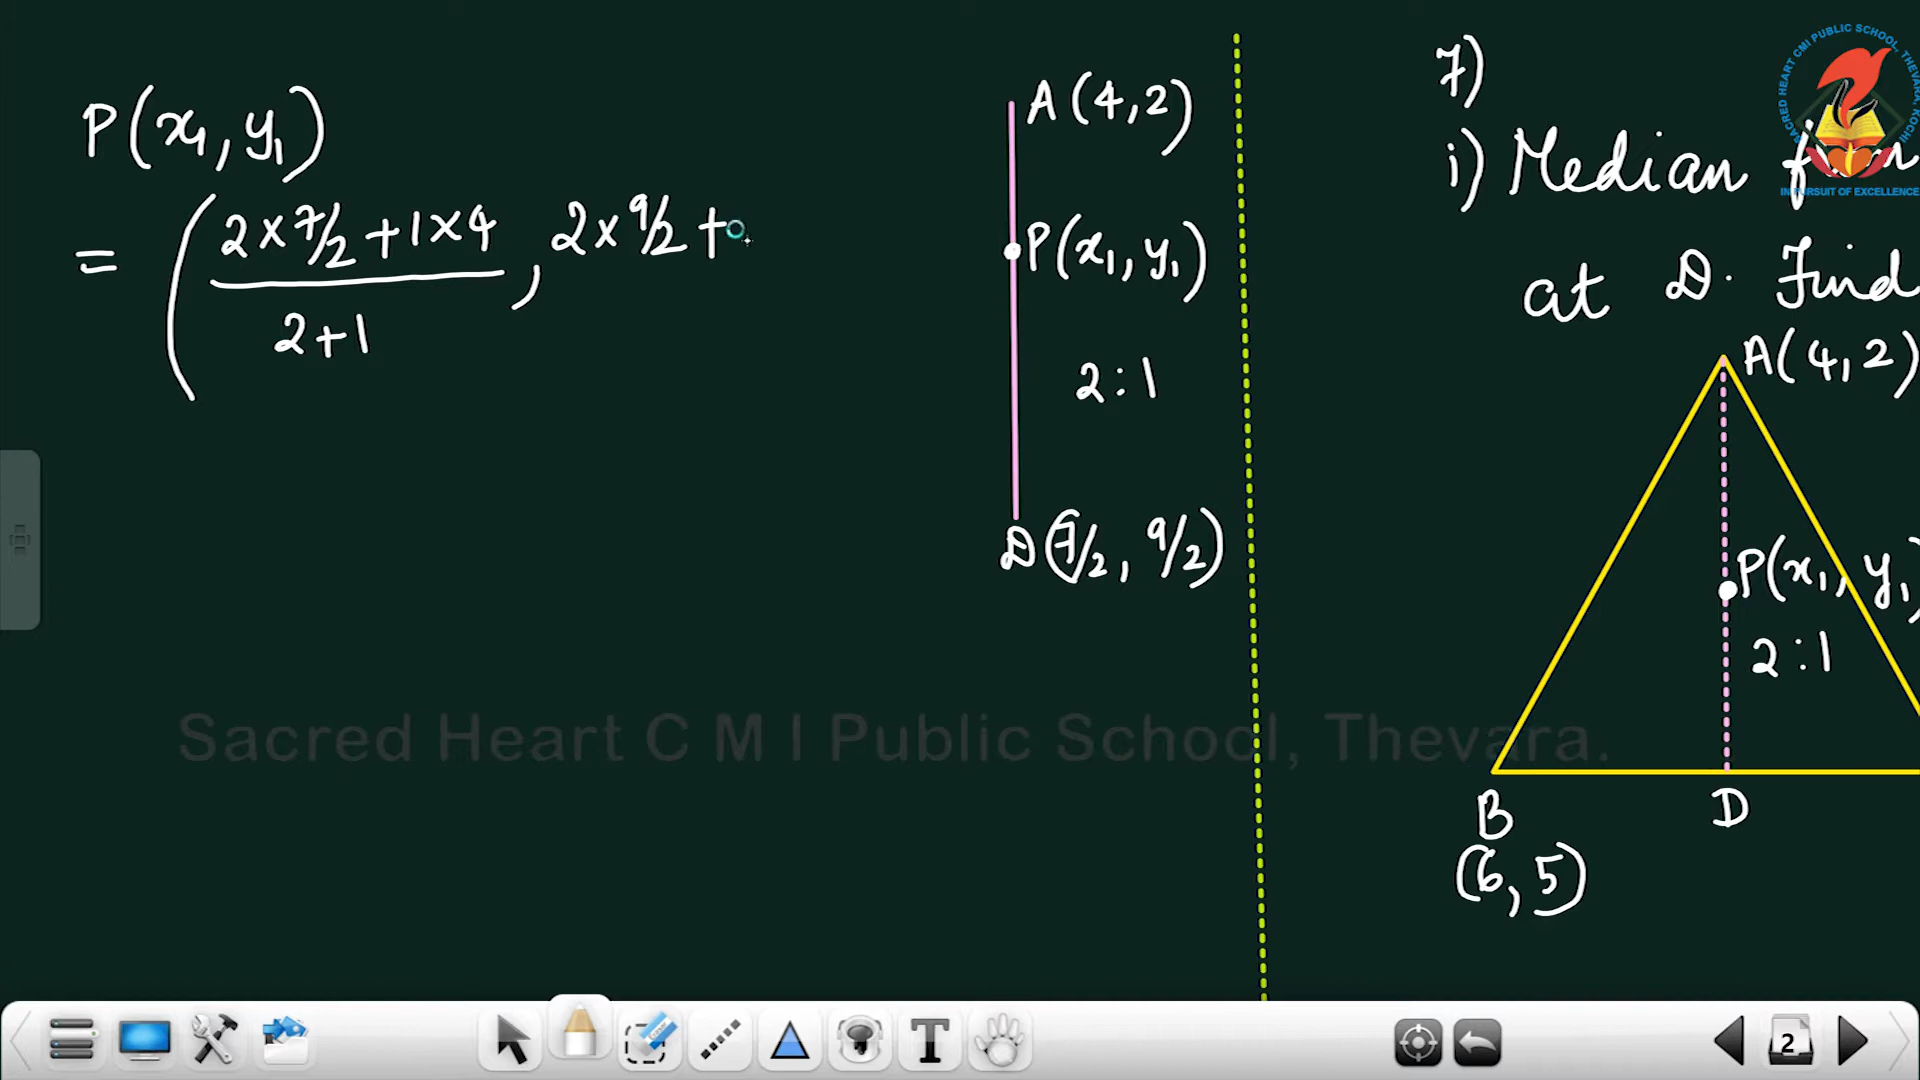 P(x₁, y₁)
= ( 2 × 7/2 + 1 × 4 / 2 + 1 , 2 × 9/2 +
A (4, 2)
P(x₁, y₁)
2 : 1
D (7/2, 9/2)
7)
i) Median from
at D. Find
A(4, 2)
P(x₁, y₁
2 : 1
B
D
(6, 5)
SACRED HEART CMI PUBLIC SCHOOL, THEVARA, KOCHI
IN PURSUIT OF EXCELLENCE
Sacred Heart C M I Public School, Thevara.
T
2